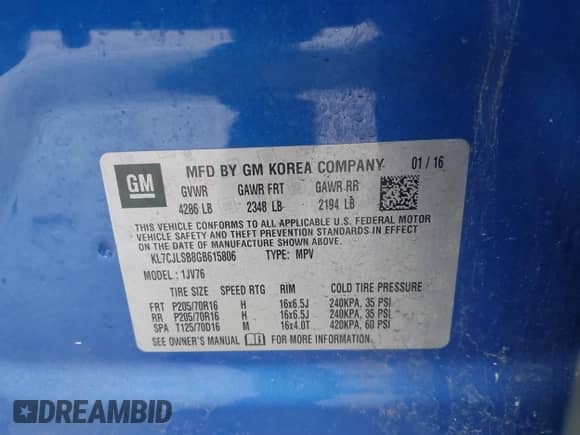 GM
MFD BY GM KOREA COMPANY 01 / 16
GVWR GAWR FRT GAWR RR
4286 LB 2348 LB 2194 LB
THIS VEHICLE CONFORMS TO ALL APPLICABLE U.S. FEDERAL MOTOR
VEHICLE SAFETY AND THEFT PREVENTION STANDARDS IN EFFECT
ON THE DATE OF MANUFACTURE SHOWN ABOVE.
KL7CJLSB8GB615806 TYPE: MPV
MODEL : 1JV76
TIRE SIZE SPEED RTG RIM COLD TIRE PRESSURE
FRT P205/70R16 H 16x6.5J 240KPA, 35 PSI
RR P205/70R16 H 16x6.5J 240KPA, 35 PSI
SPA T125/70D16 M 16x4.0T 420KPA, 60 PSI
SEE OWNER'S MANUAL FOR MORE INFORMATION.
DREAMBID